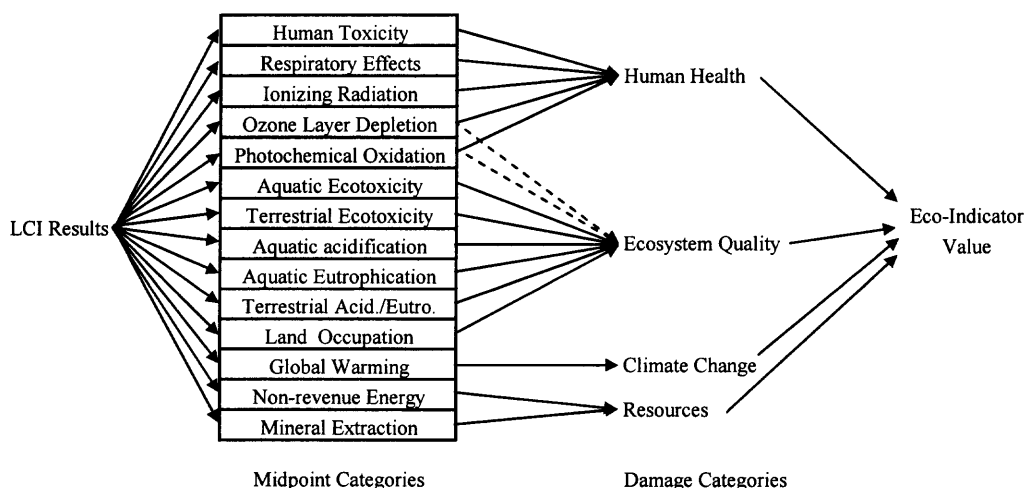 Human Toxicity
Respiratory Effects
Ionizing Radiation
Ozone Layer Depletion
Photochemical Oxidation
Aquatic Ecotoxicity
Terrestrial Ecotoxicity
Aquatic acidification
Aquatic Eutrophication
Terrestrial Acid./Eutro.
Land Occupation
Global Warming
Non-revenue Energy
Mineral Extraction
LCI Results
Human Health
Ecosystem Quality
Climate Change
Resources
Eco-Indicator
Value
Midpoint Categories
Damage Categories